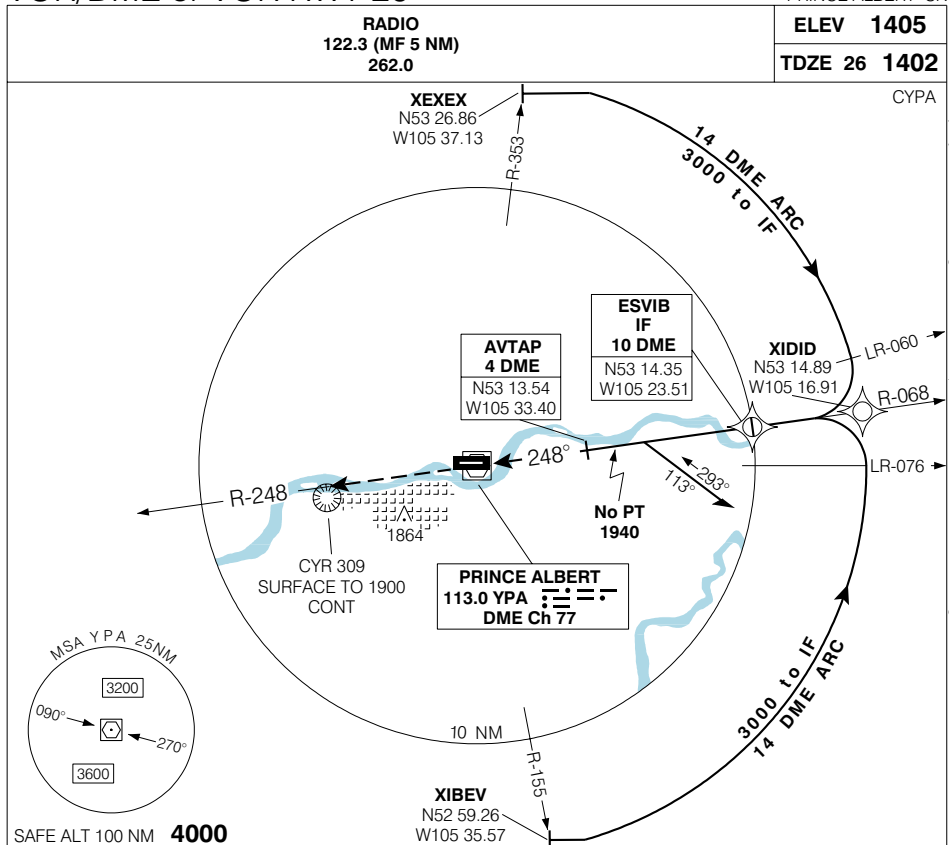 RADIO
122.3 (MF 5 NM)
262.0
ELEV 1405
TDZE 26 1402
CYPA
XEXEX
N53 26.86
W105 37.13
R-353
14 DME ARC
3000 to IF
ESVIB
IF
10 DME
N53 14.35
W105 23.51
AVTAP
4 DME
N53 13.54
W105 33.40
XIDID
N53 14.89
W105 16.91
LR-060
R-068
LR-076
248°
293°
113°
No PT
1940
R-248
1864
CYR 309
SURFACE TO 1900
CONT
PRINCE ALBERT
113.0 YPA
DME Ch 77
MSA YPA 25NM
3200
090°
270°
3600
10 NM
R-155
3000 to IF
14 DME ARC
XIBEV
N52 59.26
W105 35.57
SAFE ALT 100 NM 4000